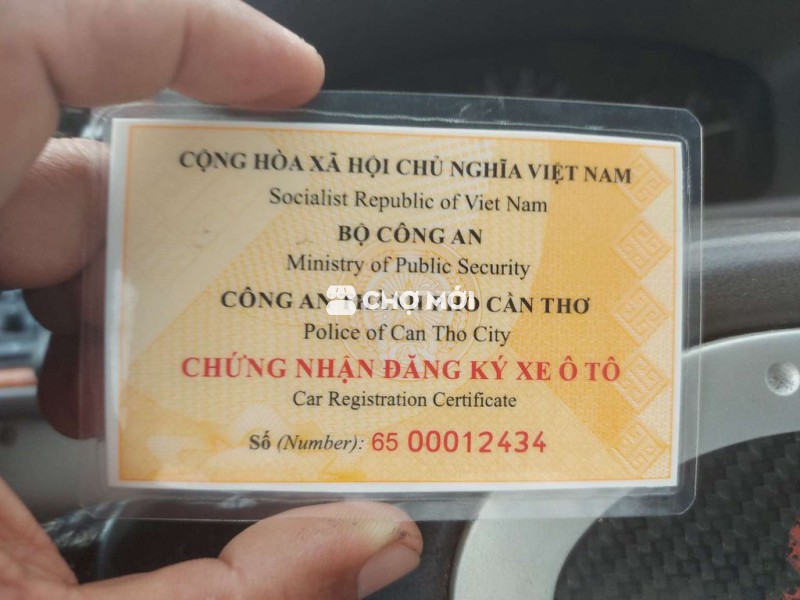 CỘNG HÒA XÃ HỘI CHỦ NGHĨA VIỆT NAM
Socialist Republic of Viet Nam
BỘ CÔNG AN
Ministry of Public Security
CÔNG AN THÀNH PHỐ CẦN THƠ
CHỢ MỚI
Police of Can Tho City
CHỨNG NHẬN ĐĂNG KÝ XE Ô TÔ
Car Registration Certificate
Số (Number): 65 00012434